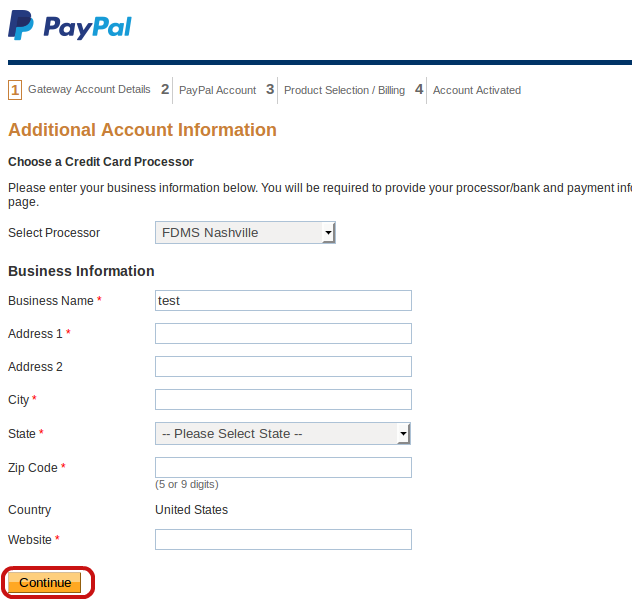 PayPal
1 Gateway Account Details 2 PayPal Account 3 Product Selection / Billing 4 Account Activated
Additional Account Information
Choose a Credit Card Processor
Please enter your business information below. You will be required to provide your processor/bank and payment info
page.
Select Processor FDMS Nashville
Business Information
Business Name * test
Address 1 *
Address 2
City *
State * -- Please Select State --
Zip Code *
(5 or 9 digits)
Country United States
Website *
Continue